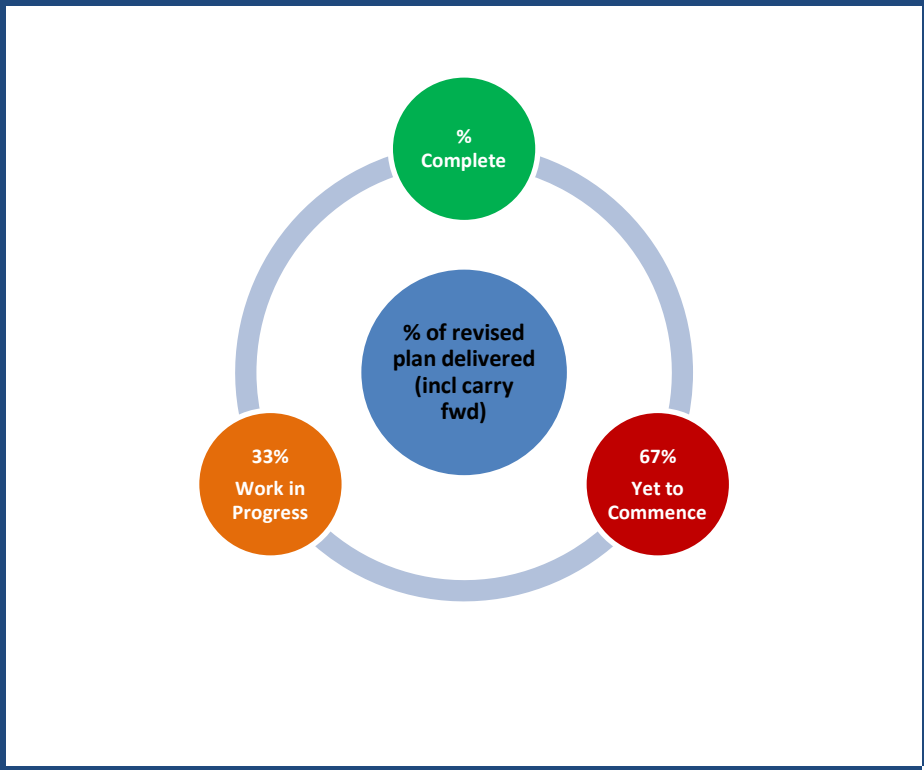 %
Complete
% of revised
plan delivered
(incl carry
fwd)
33%
Work in
Progress
67%
Yet to
Commence